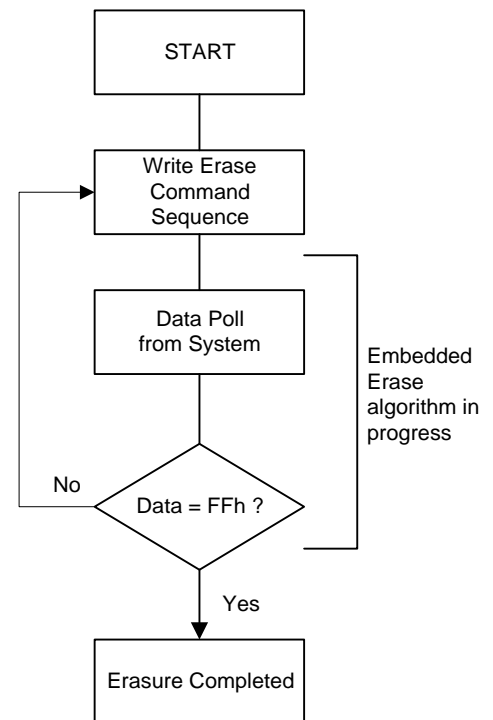 START
Write Erase
Command
Sequence
Data Poll
from System
Embedded
Erase
algorithm in
progress
No
Data = FFh ?
Yes
Erasure Completed